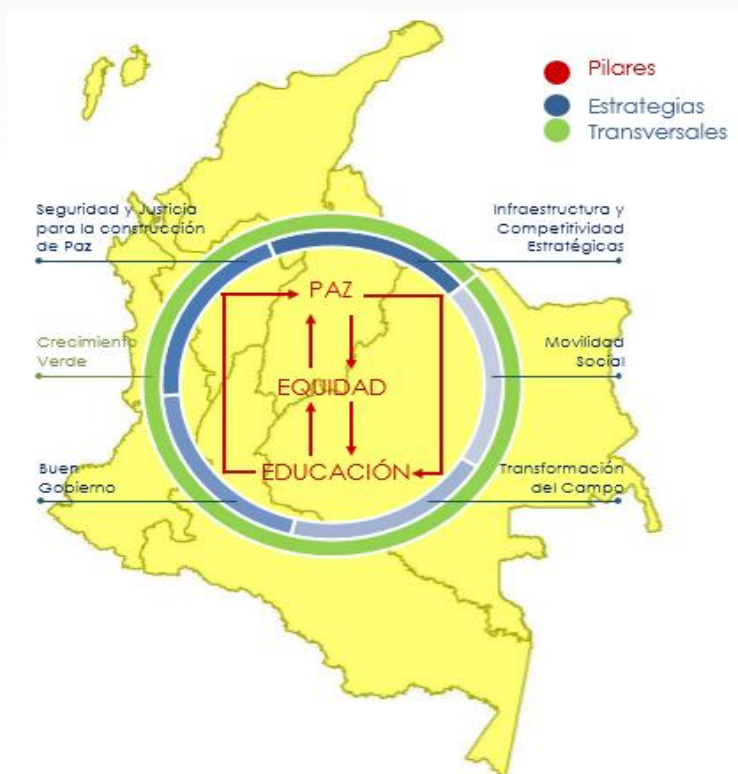 Pilares
Estrategias
Transversales
Seguridad y Justicia
para la construcción
de Paz
Infraestructura y
Competitividad
Estratégicas
PAZ
Crecimiento
Verde
Movilidad
Social
EQUIDAD
Buen
Gobierno
EDUCACIÓN
Transformación
del Campo